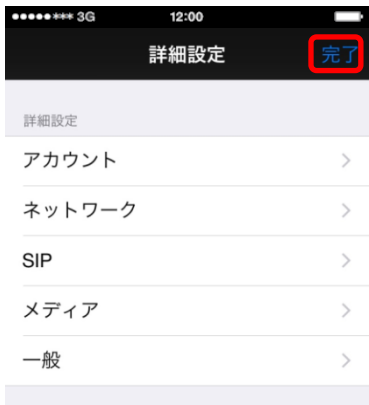 ●●●●●*** 3G 12:00
詳細設定 完了
詳細設定
アカウント
ネットワーク
SIP
メディア
一般